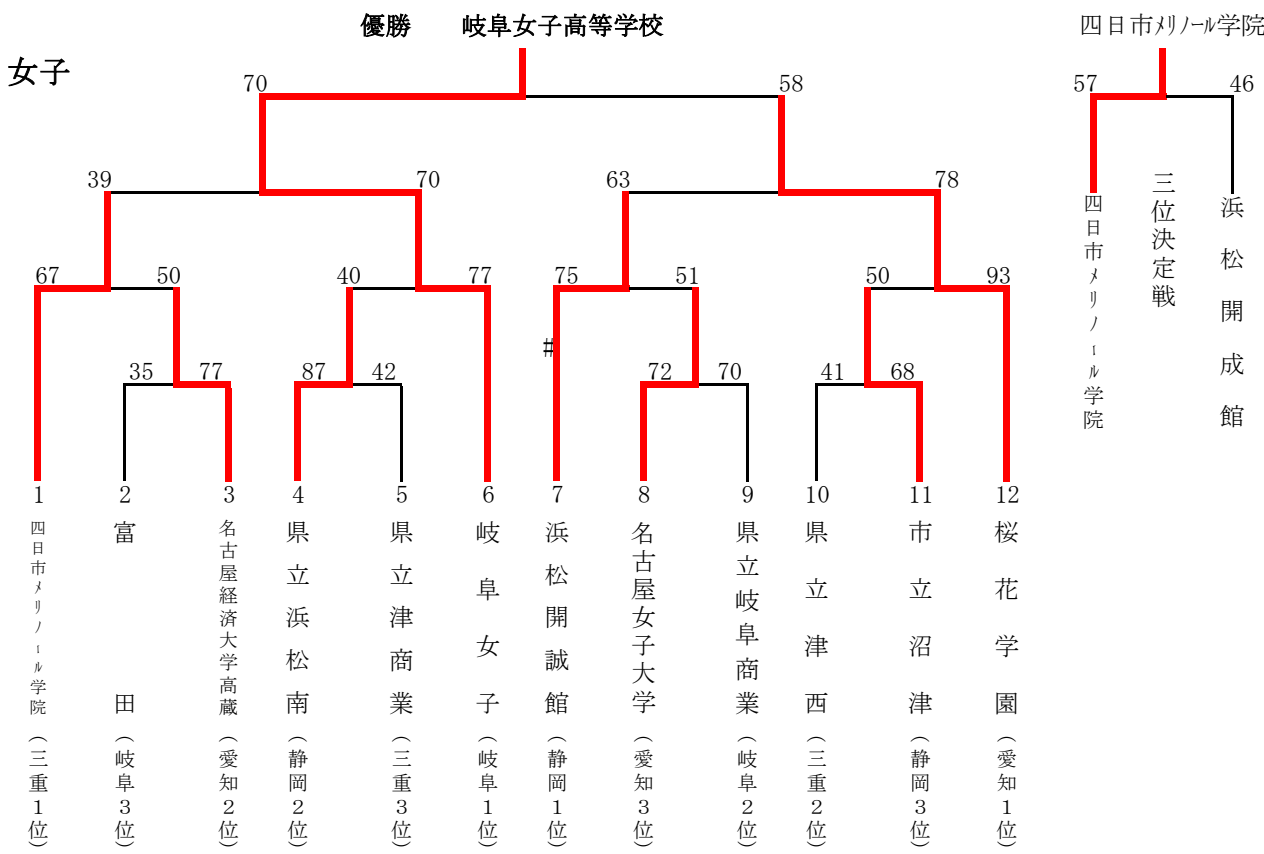 優勝　岐阜女子高等学校
四日市ﾒﾘﾉｰﾙ学院
女子
70
58
57
46
39
70
63
78
三位決定戦
四日市ﾒﾘﾉｰﾙ学院
浜松開成館
67
50
40
77
75
51
50
93
#
35
77
87
42
72
70
41
68
1
2
3
4
5
6
7
8
9
10
11
12
四日市ﾒﾘﾉｰﾙ学院（三重１位）
富田（岐阜３位）
名古屋経済大学高蔵（愛知２位）
県立浜松南（静岡２位）
県立津商業（三重３位）
岐阜女子（岐阜１位）
浜松開誠館（静岡１位）
名古屋女子大学（愛知３位）
県立岐阜商業（岐阜２位）
県立津西（三重２位）
市立沼津（静岡３位）
桜花学園（愛知１位）